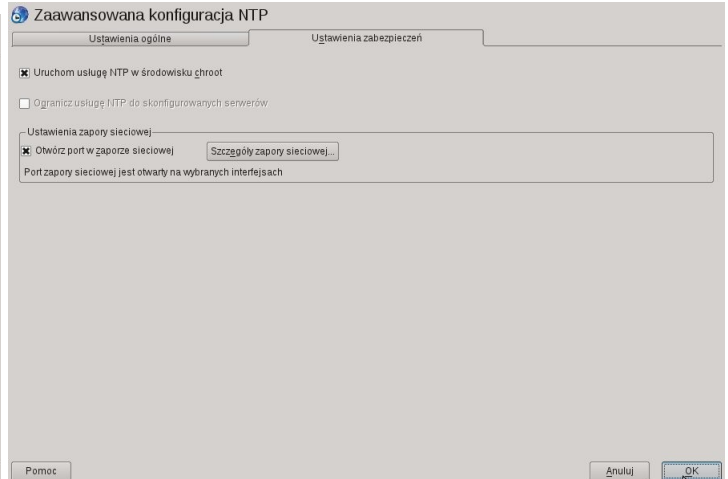 Zaawansowana konfiguracja NTP
Ustawienia ogólne
Ustawienia zabezpieczeń
Uruchom usługę NTP w środowisku chroot
Ogranicz usługę NTP do skonfigurowanych serwerów
Ustawienia zapory sieciowej
Otwórz port w zaporze sieciowej
Szczegóły zapory sieciowej...
Port zapory sieciowej jest otwarty na wybranych interfejsach
Pomoc
Anuluj
OK